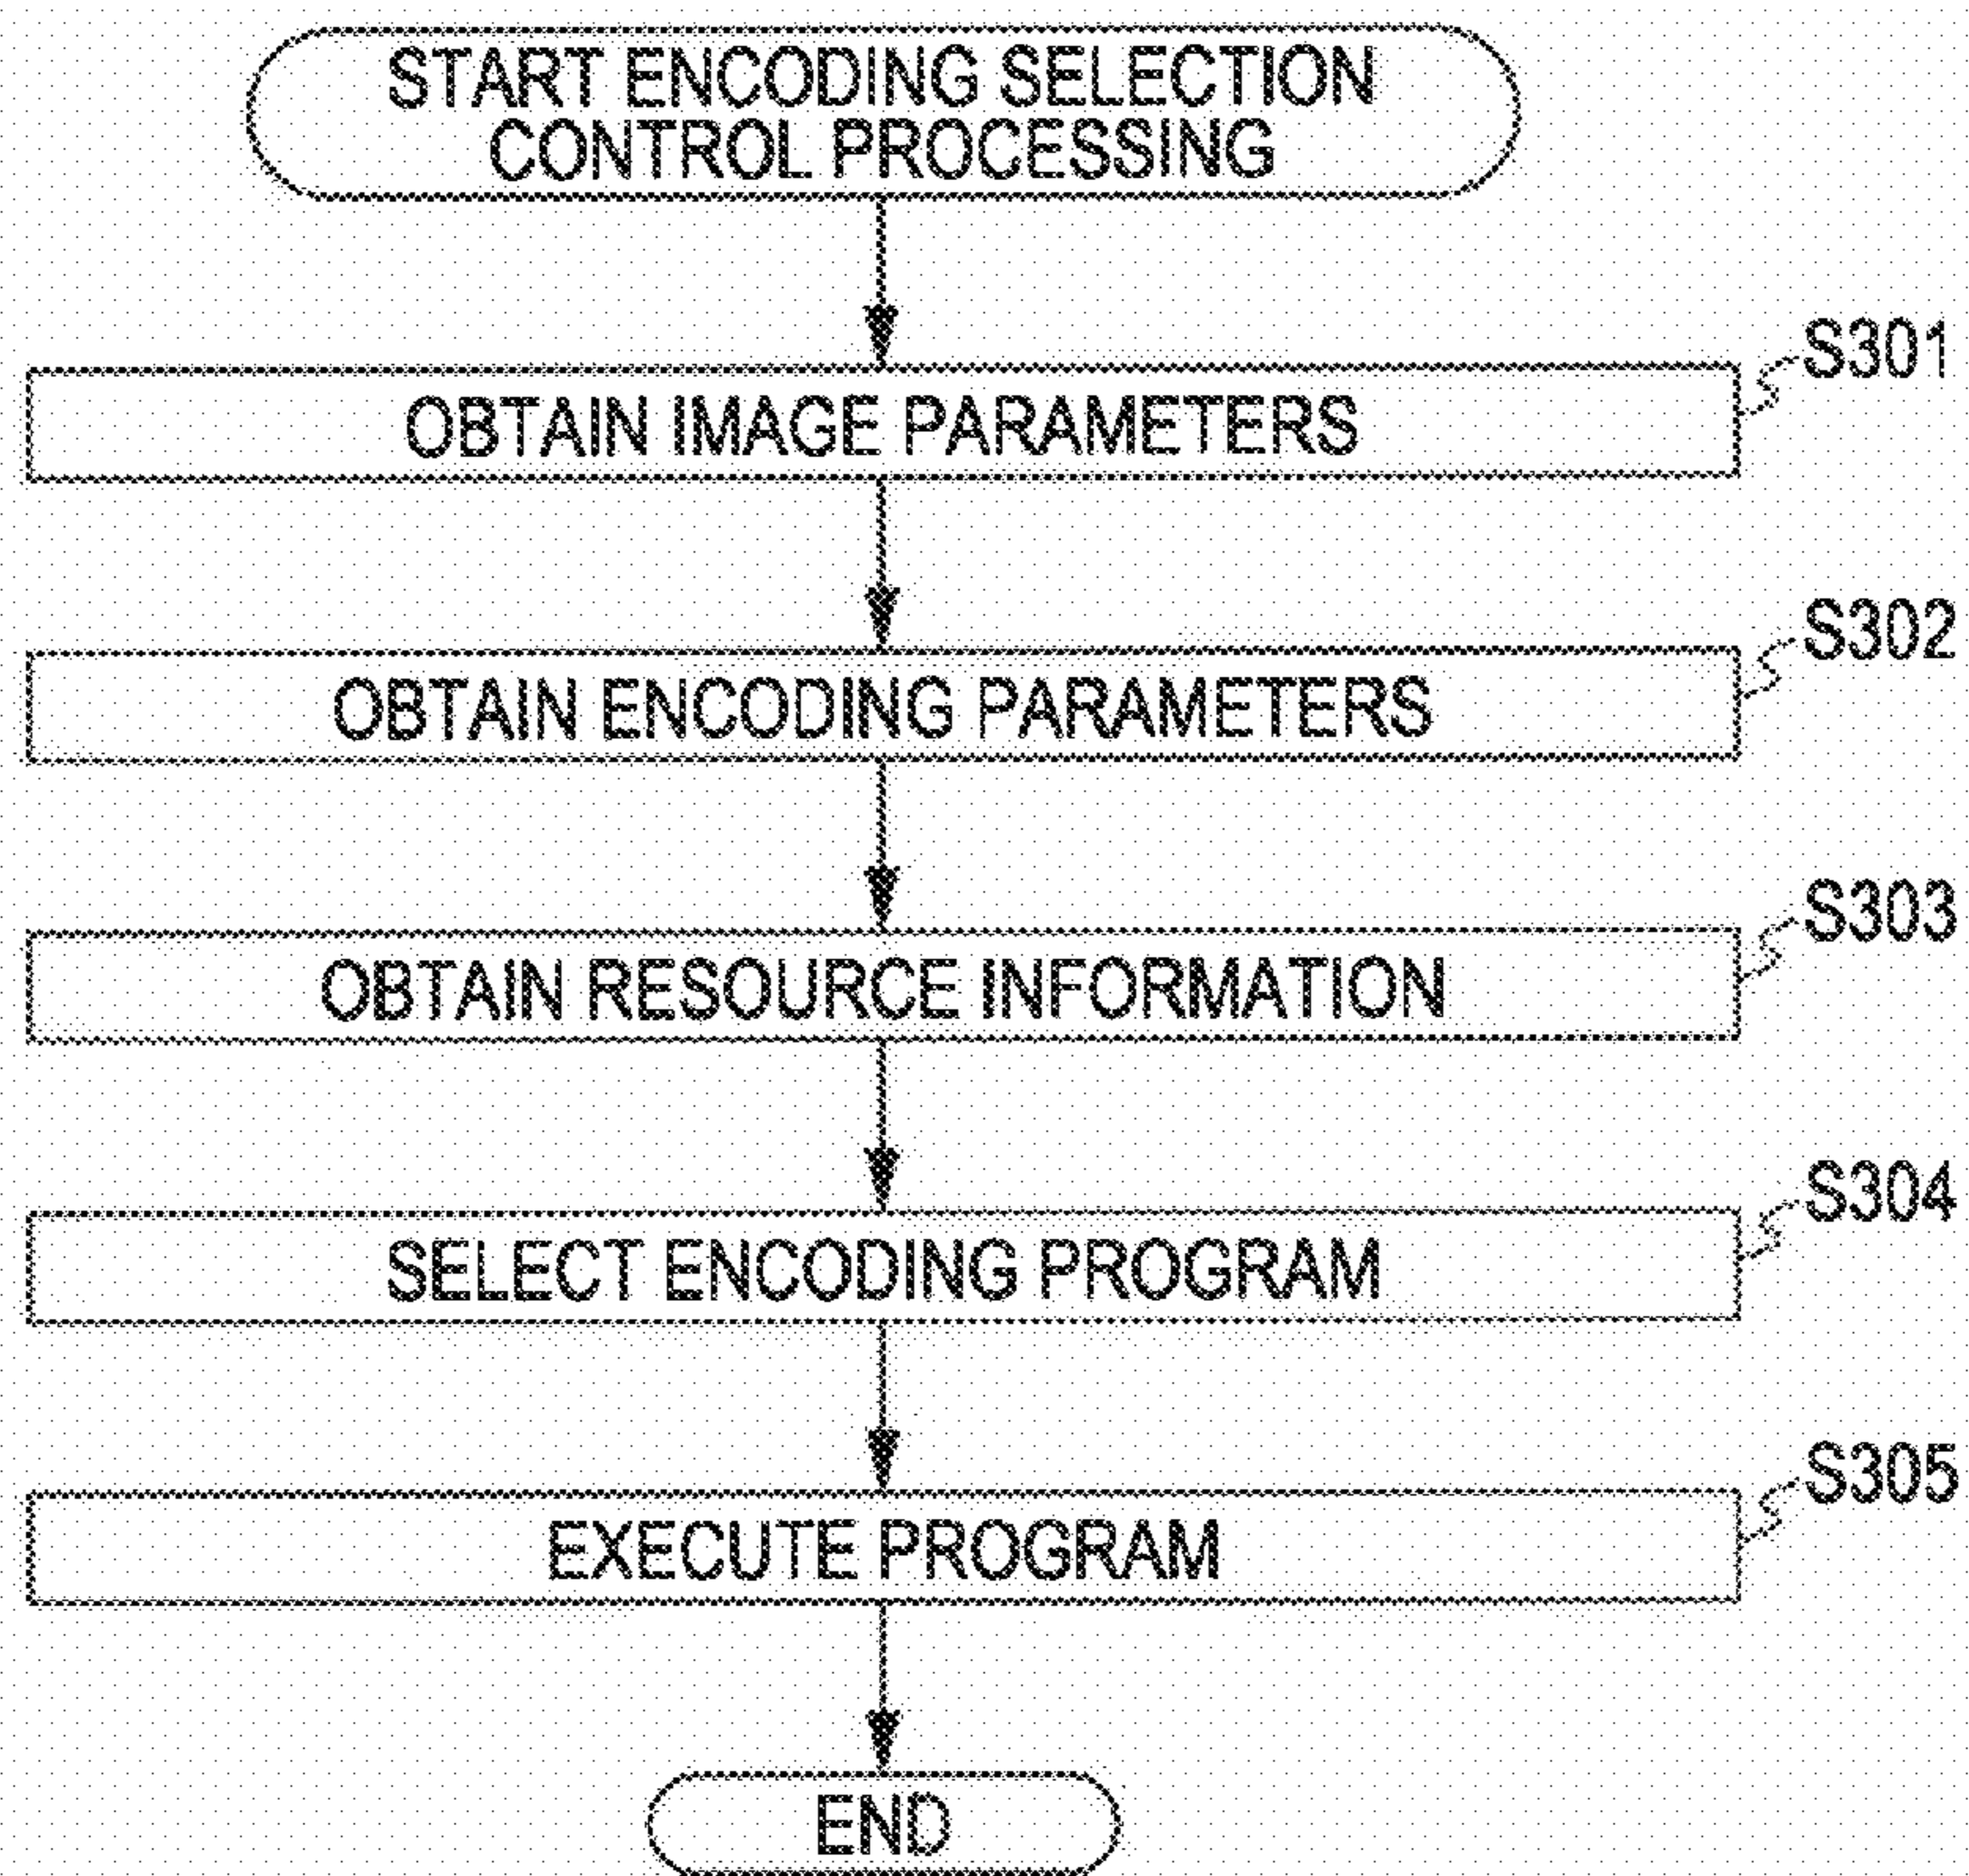 START ENCODING SELECTION
CONTROL PROCESSING
S301
OBTAIN IMAGE PARAMETERS
S302
OBTAIN ENCODING PARAMETERS
S303
OBTAIN RESOURCE INFORMATION
S304
SELECT ENCODING PROGRAM
S305
EXECUTE PROGRAM
END